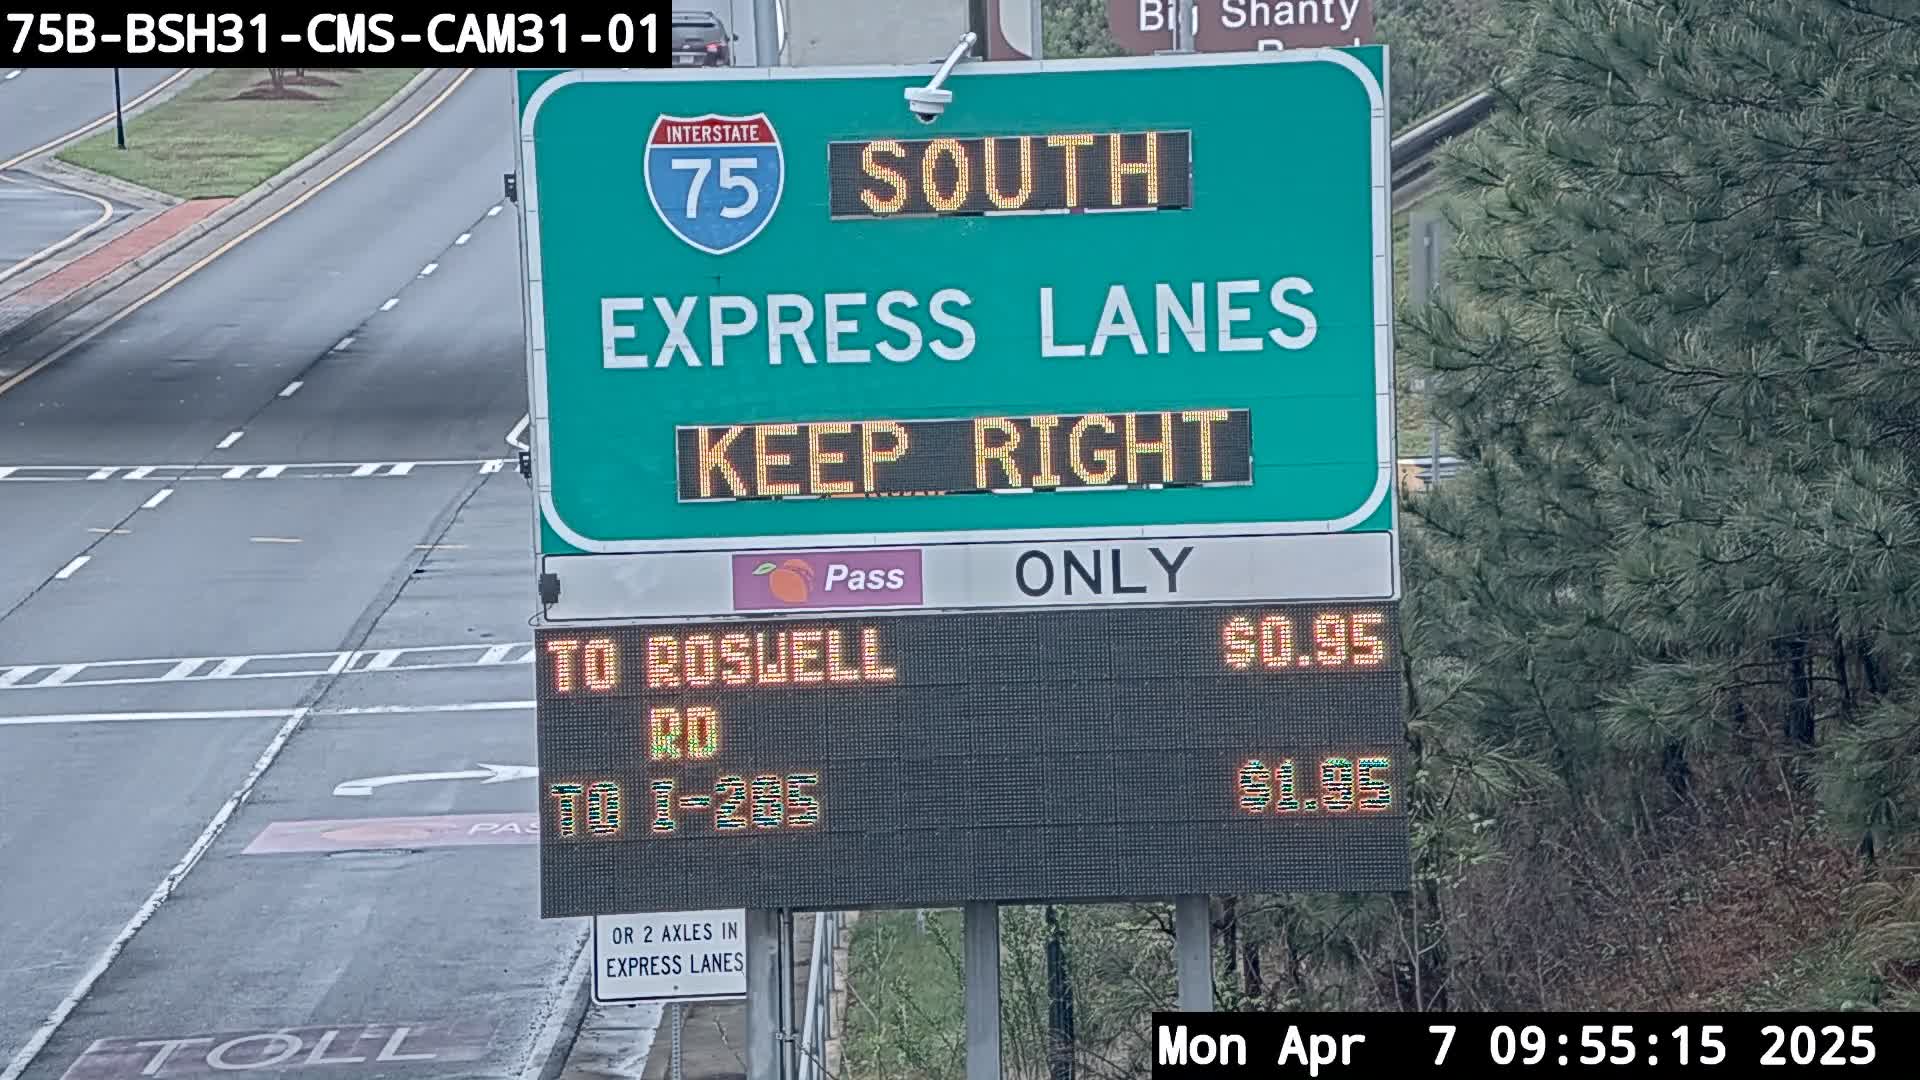 75B-BSH31-CMS-CAM31-01
Big Shanty
INTERSTATE
75
SOUTH
EXPRESS LANES
KEEP RIGHT
Pass ONLY
TO ROSWELL $0.95
RD
TO I-285 $1.95
OR 2 AXLES IN
EXPRESS LANES
TOLL
Mon Apr 7 09:55:15 2025